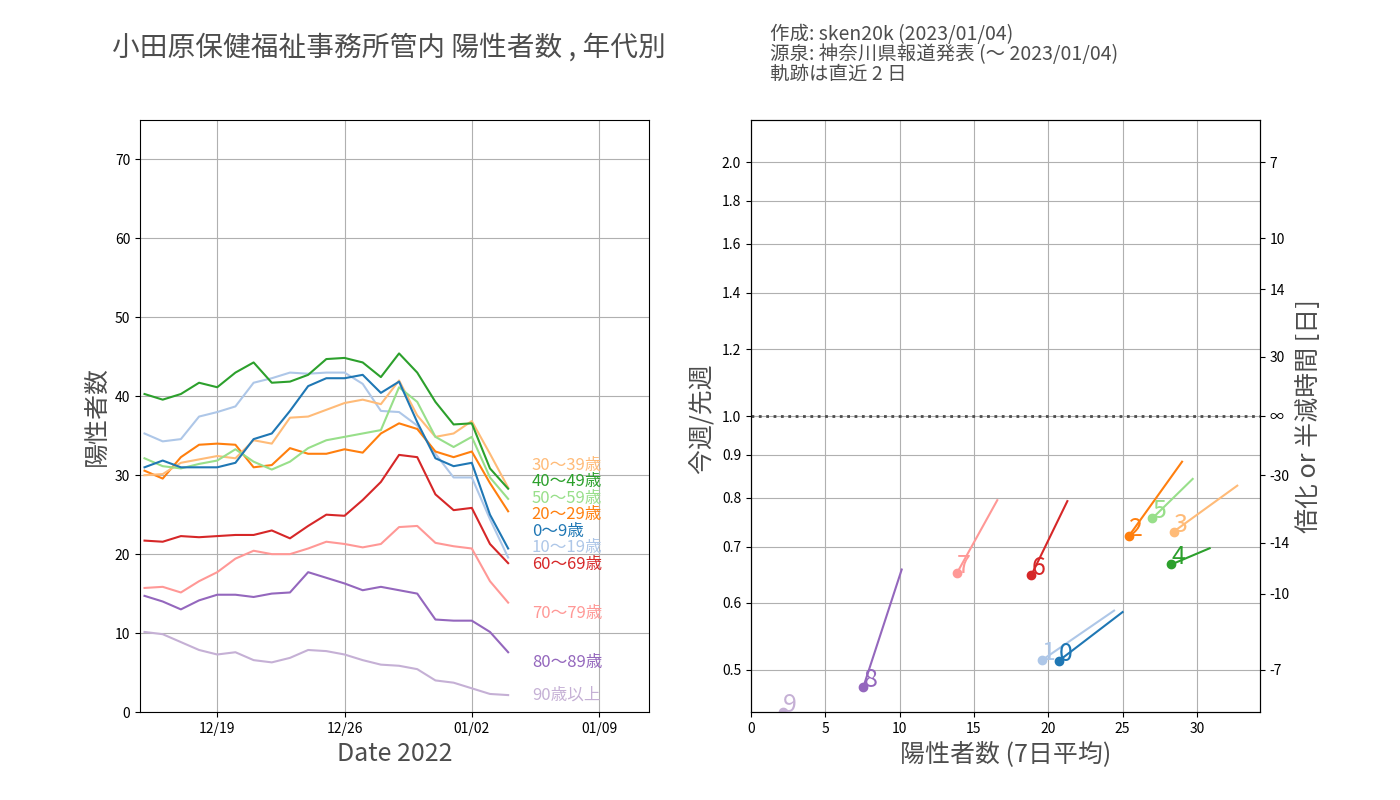 小田原保健福祉事務所管内 陽性者数 , 年代別
作成: sken20k (2023/01/04)
源泉: 神奈川県報道発表 (～ 2023/01/04)
軌跡は直近 2 日
陽性者数
70
60
50
40
30
20
10
0
12/19
12/26
01/02
01/09
Date 2022
30～39歳
40～49歳
50～59歳
20～29歳
0～9歳
10～19歳
60～69歳
70～79歳
80～89歳
90歳以上
今週/先週
2.0
1.8
1.6
1.4
1.2
1.0
0.9
0.8
0.7
0.6
0.5
0
5
10
15
20
25
30
陽性者数 (7日平均)
5
2
3
4
7
6
1
0
8
9
7
10
14
30
∞
-30
-14
-10
-7
倍化 or 半減時間 [日]